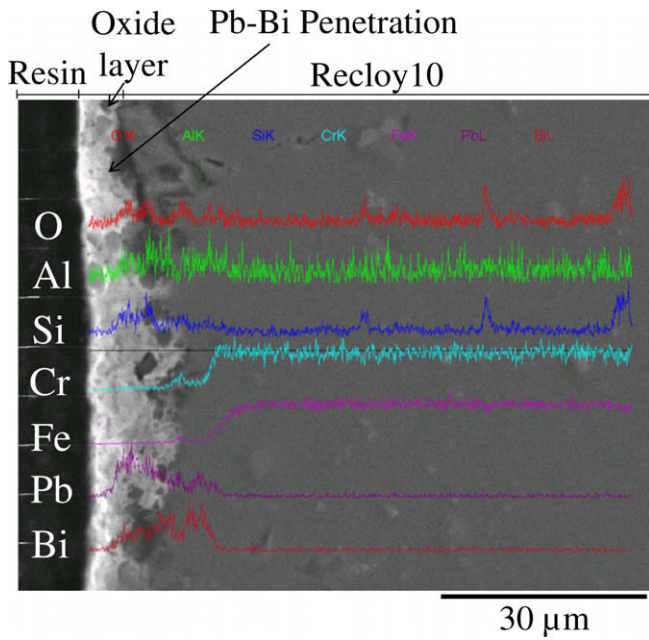 Oxide layer
Pb-Bi Penetration
Resin
Recloy10
O K
AlK
SiK
CrK
FeK
PbL
BiL
O
Al
Si
Cr
Fe
Pb
Bi
30 µm